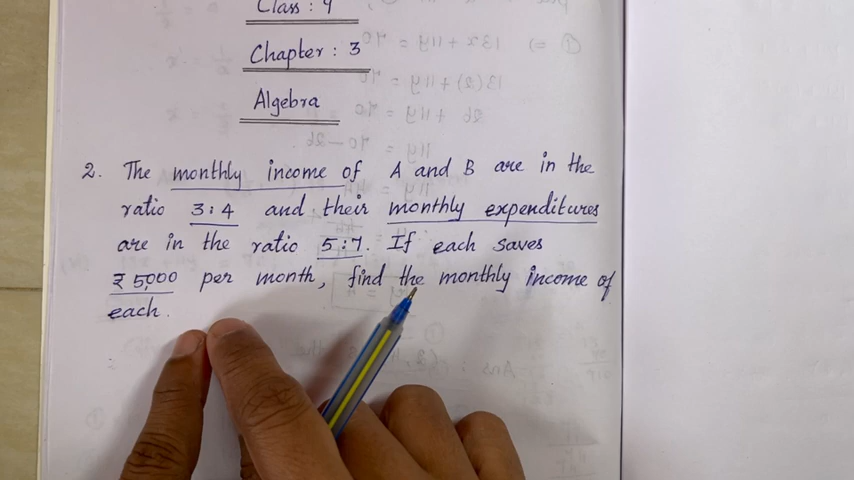 Class : 9
Chapter : 3
Algebra
2. The monthly income of A and B are in the
ratio 3:4 and their monthly expenditures
are in the ratio 5:7. If each saves
₹ 5,000 per month, find the monthly income of
each.